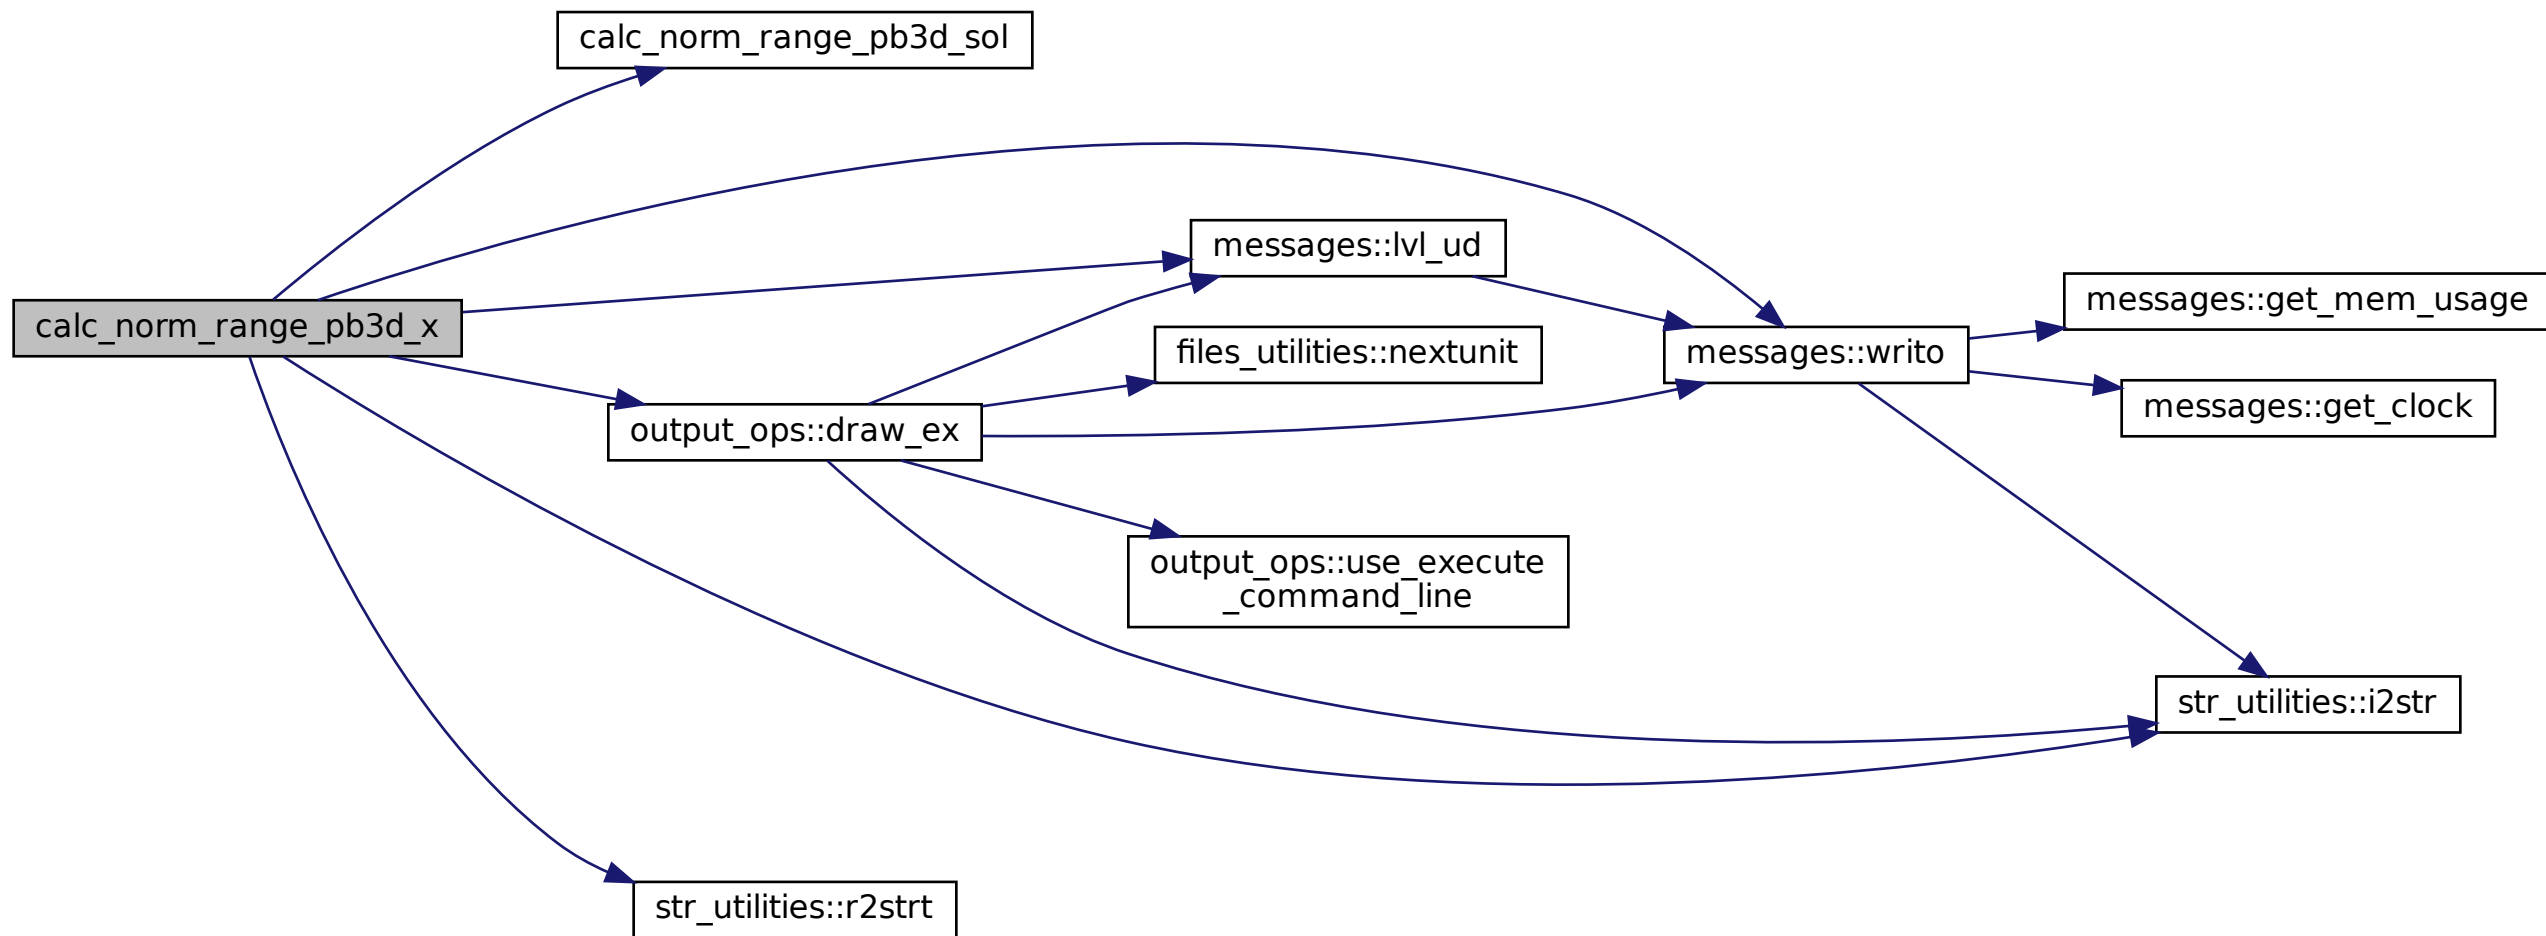 calc_norm_range_pb3d_sol
messages::lvl_ud
messages::get_mem_usage
calc_norm_range_pb3d_x
files_utilities::nextunit
messages::writo
messages::get_clock
output_ops::draw_ex
output_ops::use_execute
_command_line
str_utilities::i2str
str_utilities::r2strt